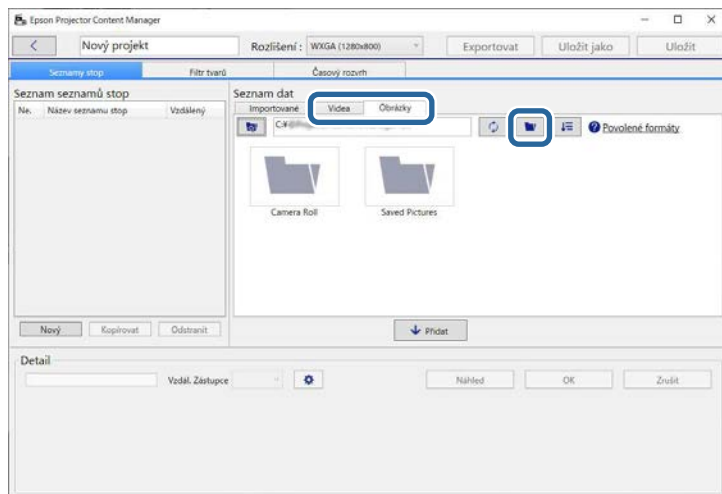 Epson Projector Content Manager
Nový projekt Rozlišení : WXGA (1280x800) Exportovat Uložit jako Uložit
Seznamy stop Filtr tvarů Časový rozvrh
Seznam seznamů stop
Ne. Název seznamu stop Vzdálený
Seznam dat
Importované Videa Obrázky
Povolené formáty
Camera Roll Saved Pictures
Nový Kopírovat Odstranit
Přidat
Detail
Vzdál. Zástupce Náhled OK Zrušit